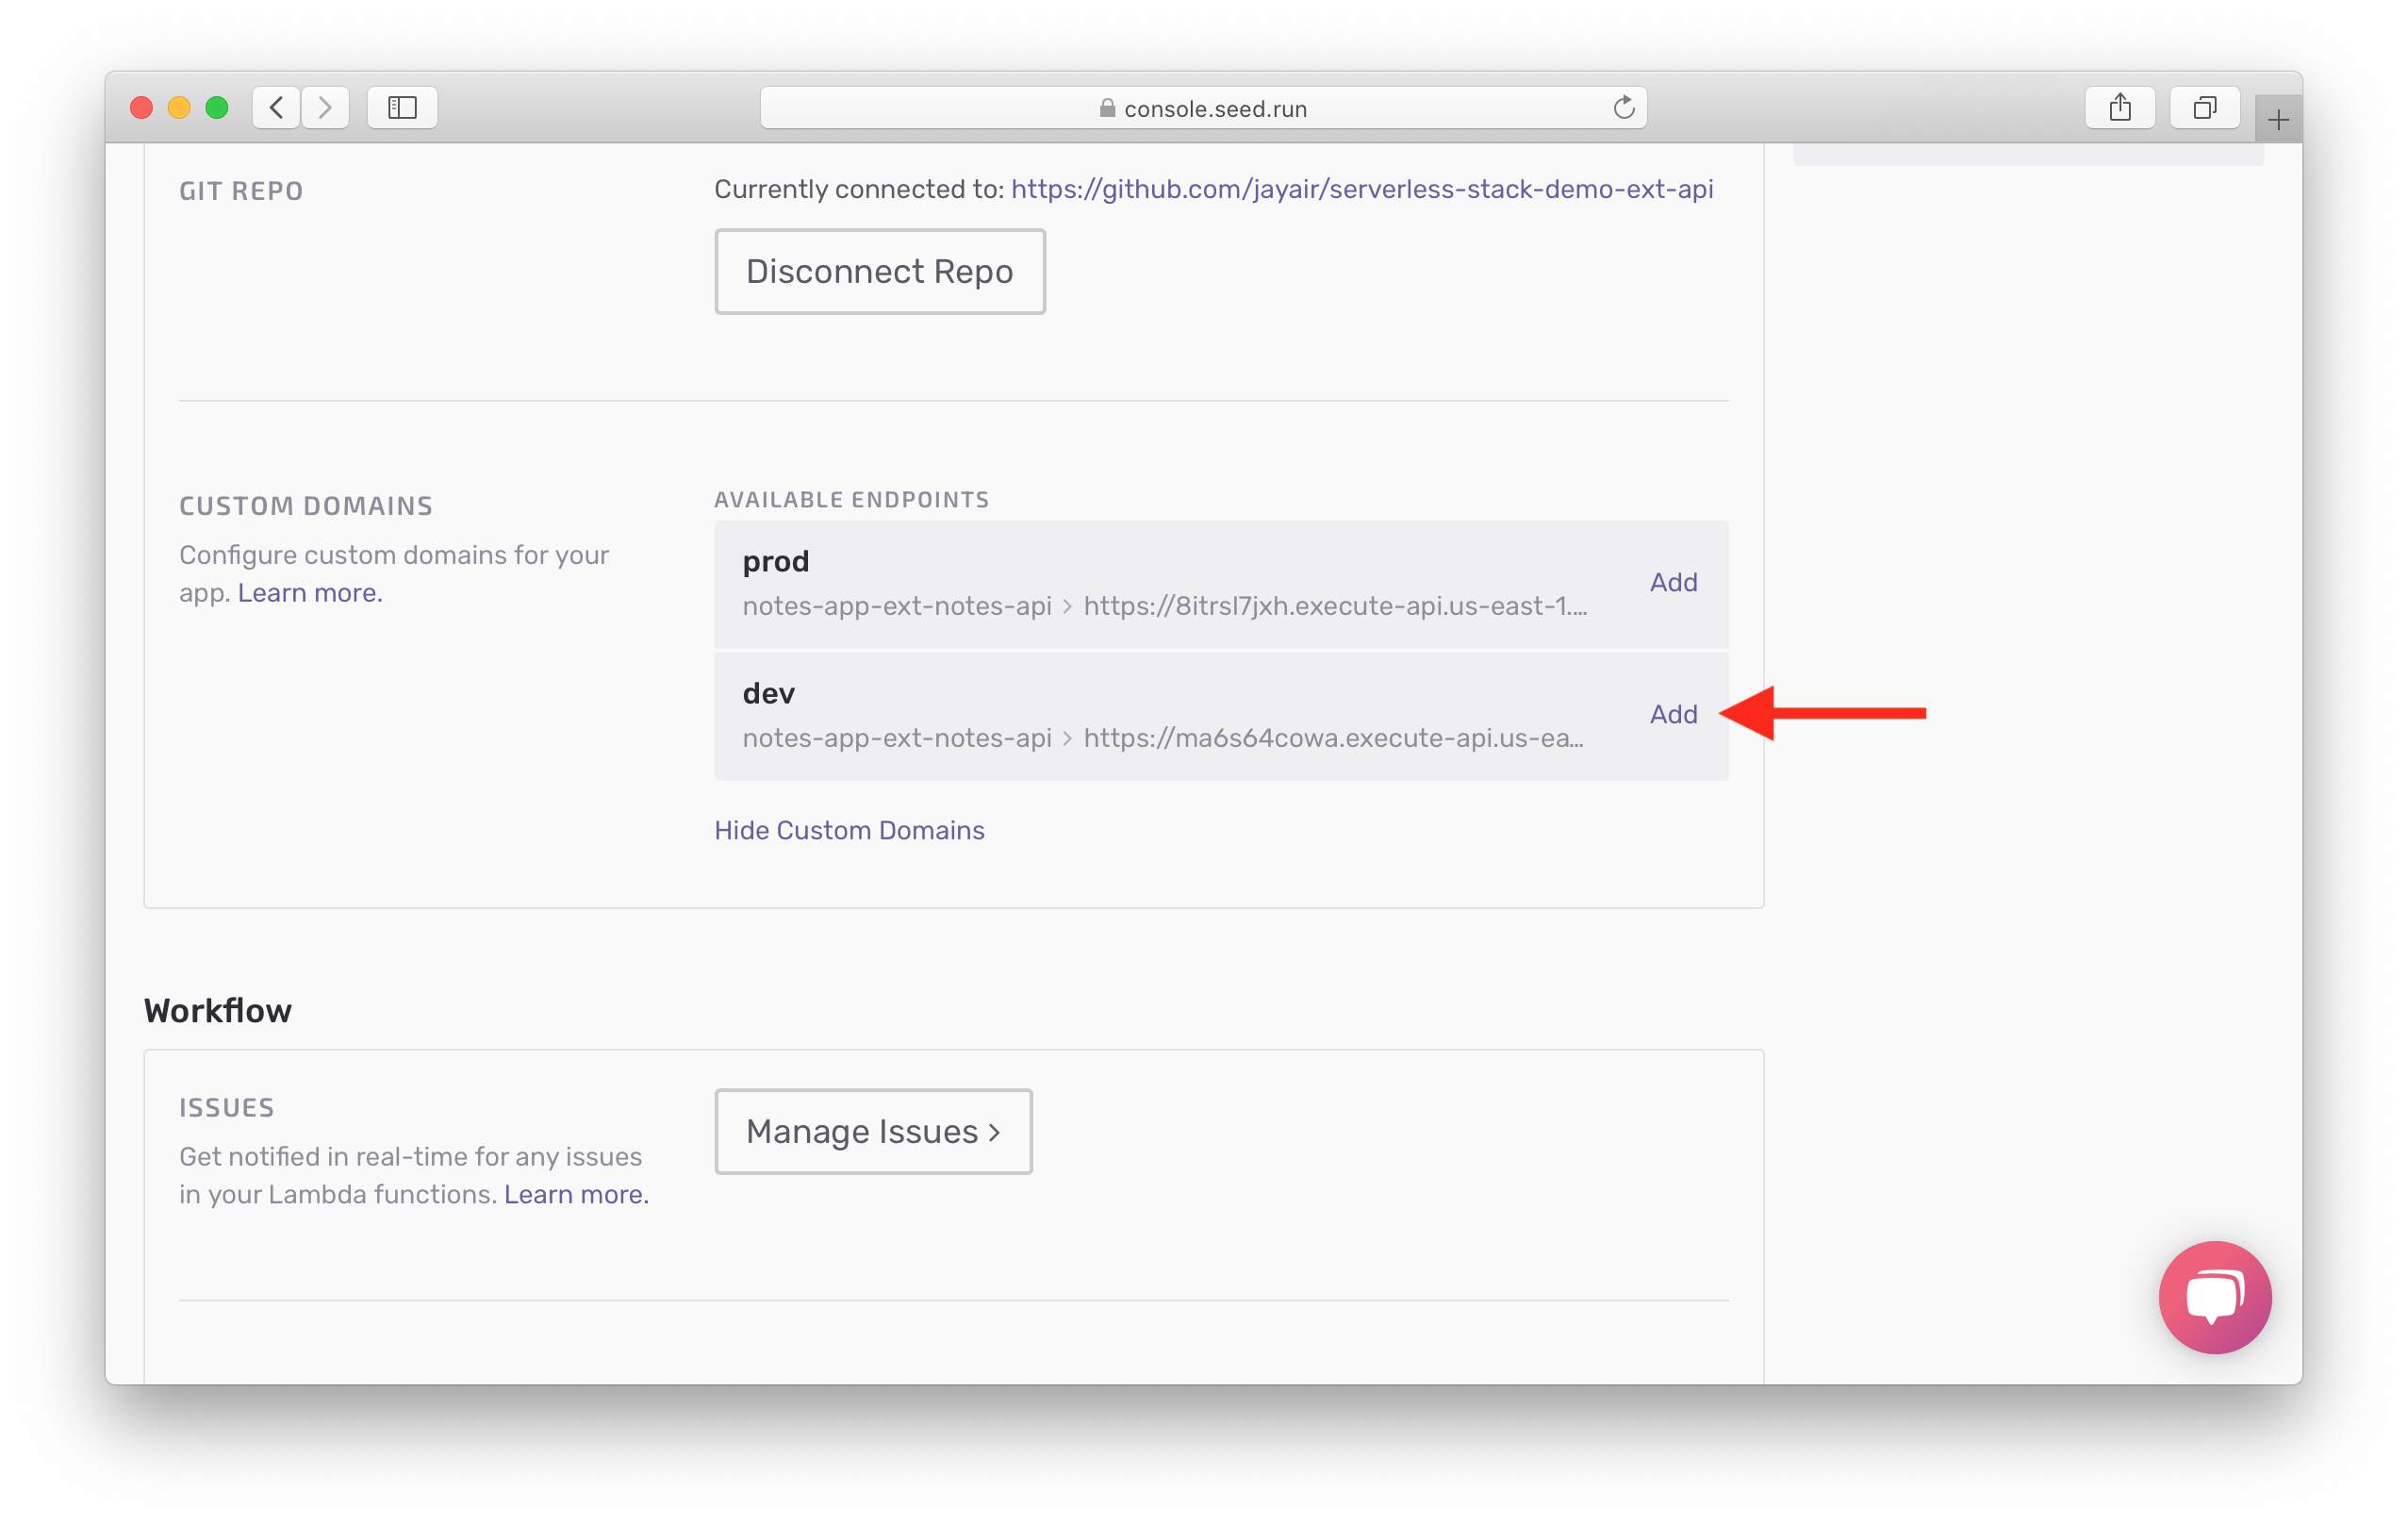 console.seed.run
GIT REPO
Currently connected to: https://github.com/jayair/serverless-stack-demo-ext-api
Disconnect Repo
CUSTOM DOMAINS
Configure custom domains for your
app. Learn more.
AVAILABLE ENDPOINTS
prod
Add
notes-app-ext-notes-api > https://8itrsl7jxh.execute-api.us-east-1....
dev
Add
notes-app-ext-notes-api > https://ma6s64cowa.execute-api.us-ea...
Hide Custom Domains
Workflow
ISSUES
Get notified in real-time for any issues
in your Lambda functions. Learn more.
Manage Issues >